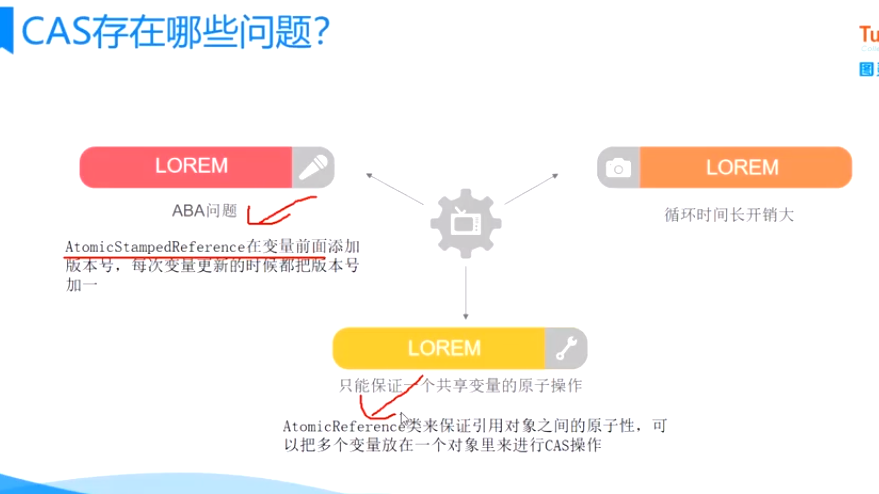 CAS存在哪些问题?
Tu
图
LOREM
LOREM
ABA问题
循环时间长开销大
AtomicStampedReference在变量前面添加
版本号，每次变量更新的时候都把版本号
加一
LOREM
只能保证一个共享变量的原子操作
AtomicReference类来保证引用对象之间的原子性，可
以把多个变量放在一个对象里来进行CAS操作